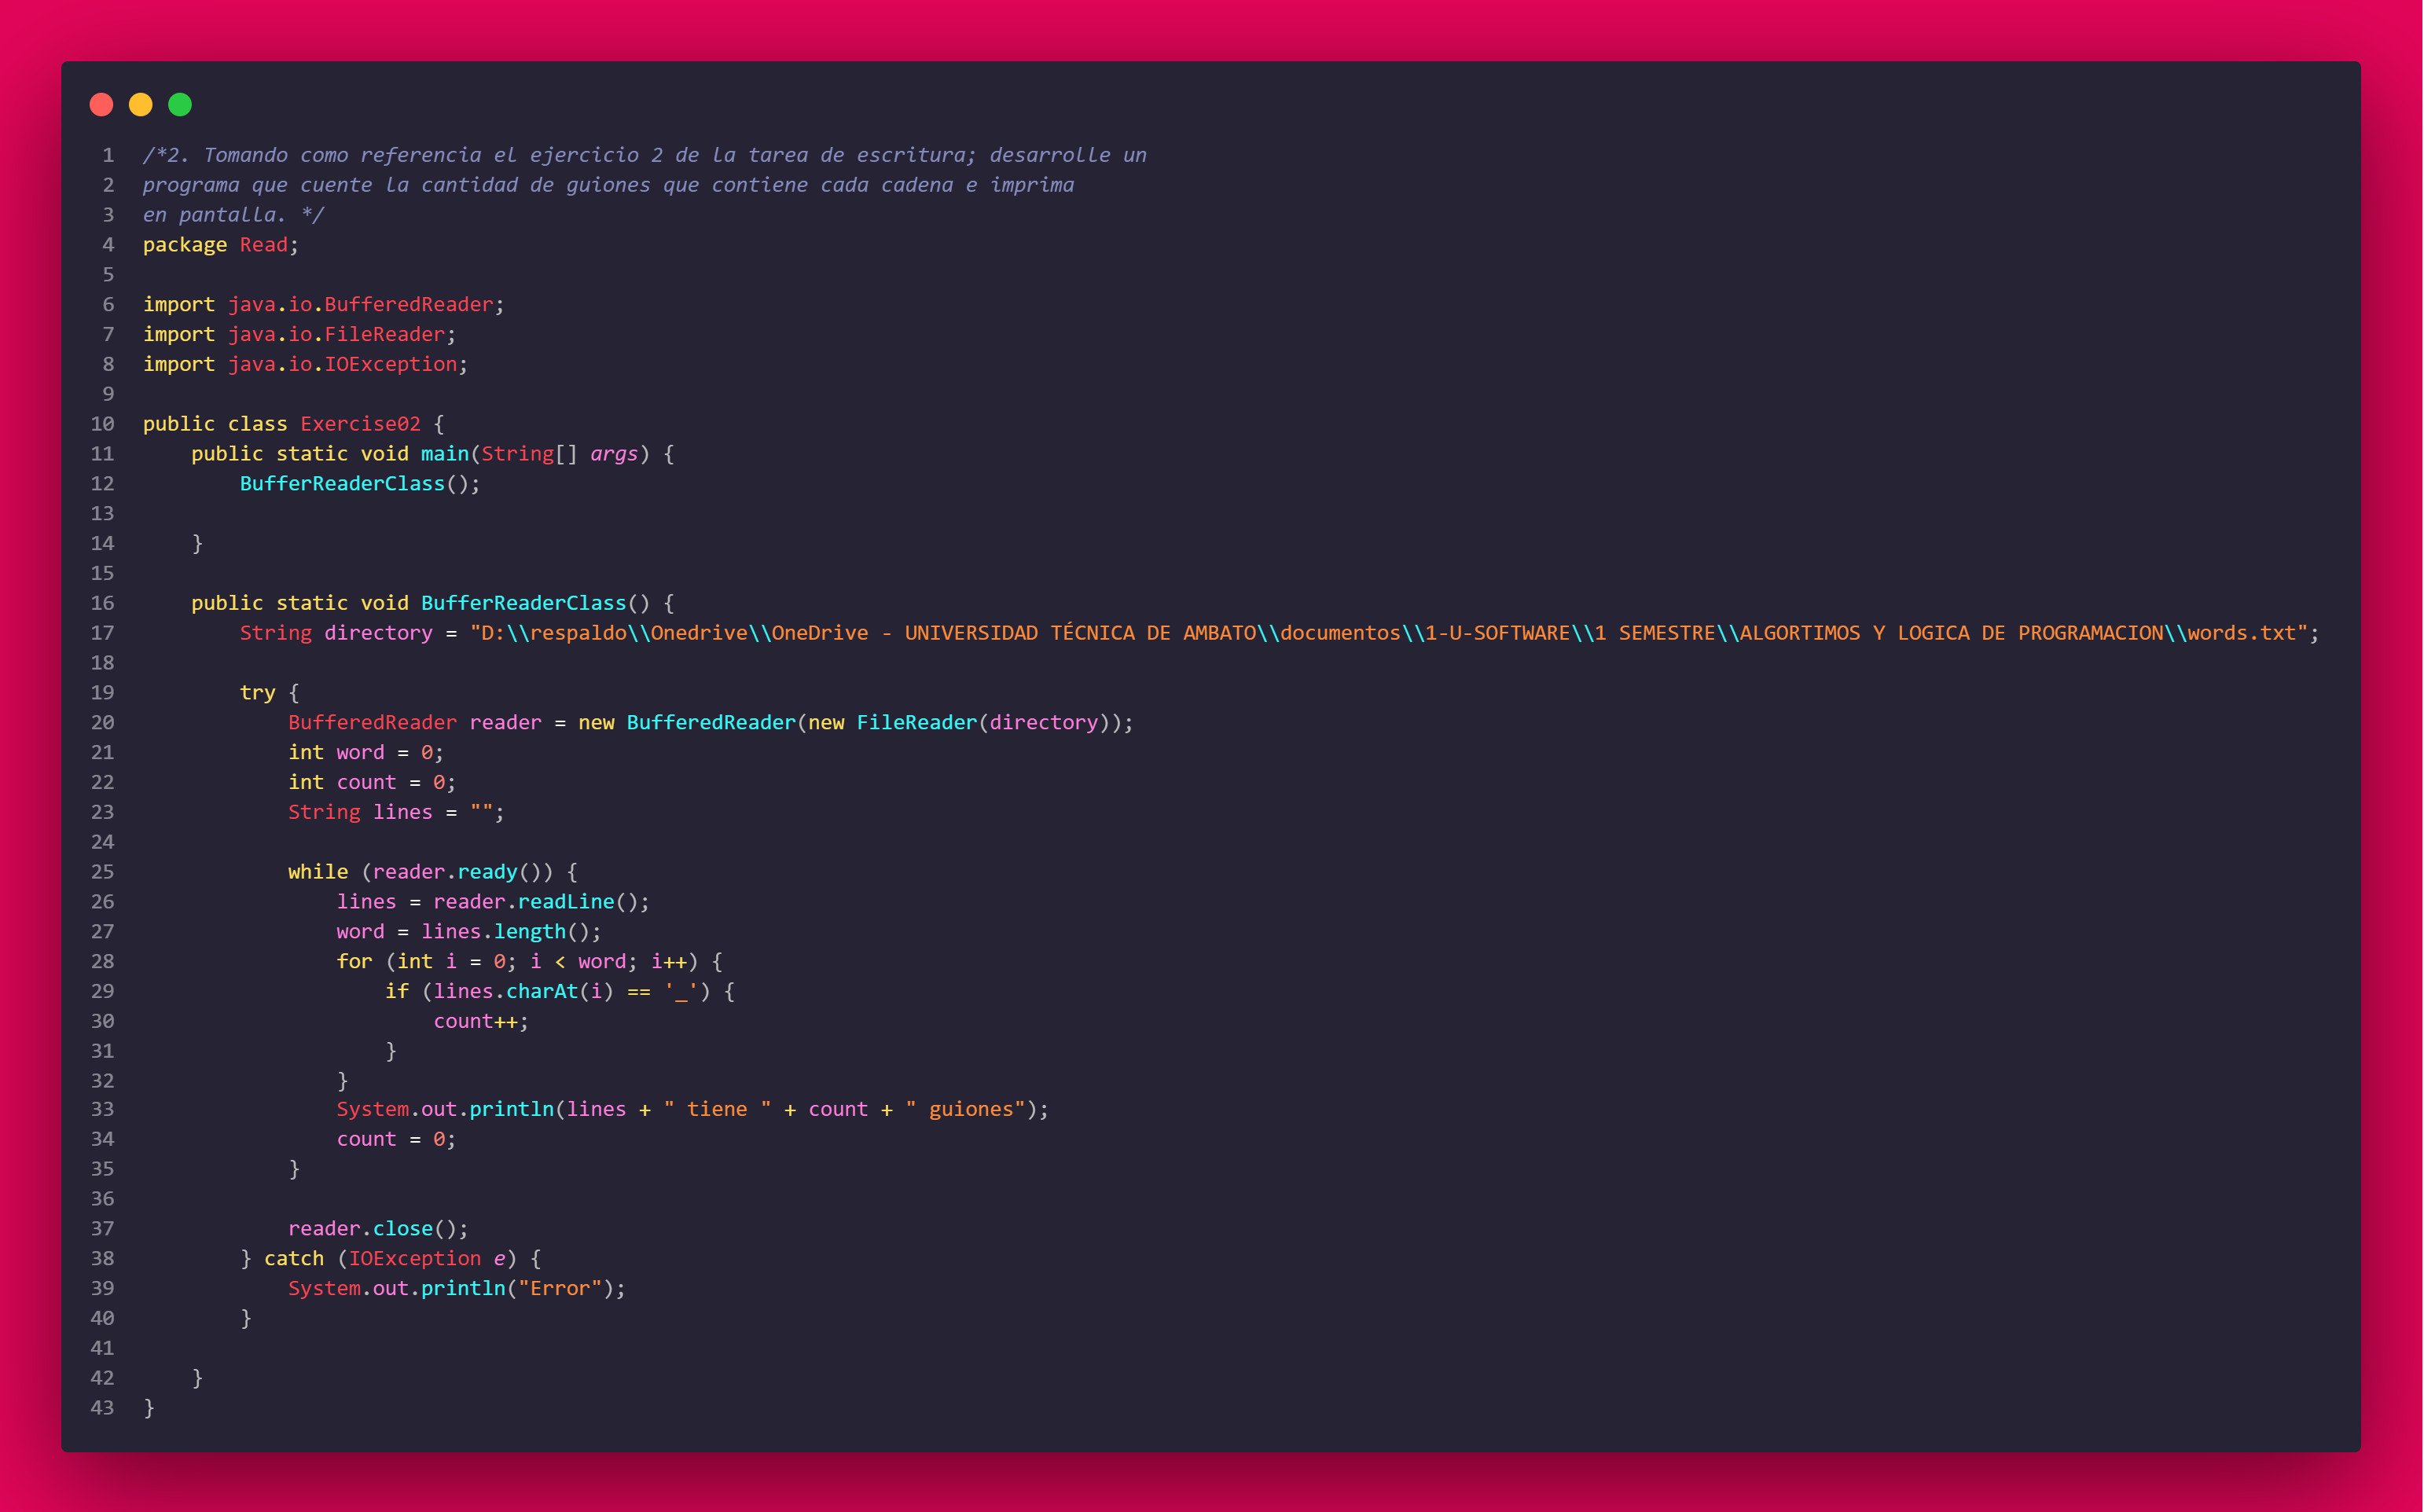 1 /*2. Tomando como referencia el ejercicio 2 de la tarea de escritura; desarrolle un
2 programa que cuente la cantidad de guiones que contiene cada cadena e imprima
3 en pantalla. */
4 package Read;
5
6 import java.io.BufferedReader;
7 import java.io.FileReader;
8 import java.io.IOException;
9
10 public class Exercise02 {
11     public static void main(String[] args) {
12         BufferReaderClass();
13
14     }
15
16     public static void BufferReaderClass() {
17         String directory = "D:\\respaldo\\Onedrive\\OneDrive - UNIVERSIDAD TÉCNICA DE AMBATO\\documentos\\1-U-SOFTWARE\\1 SEMESTRE\\ALGORTIMOS Y LOGICA DE PROGRAMACION\\words.txt";
18
19         try {
20             BufferedReader reader = new BufferedReader(new FileReader(directory));
21             int word = 0;
22             int count = 0;
23             String lines = "";
24
25             while (reader.ready()) {
26                 lines = reader.readLine();
27                 word = lines.length();
28                 for (int i = 0; i < word; i++) {
29                     if (lines.charAt(i) == '_') {
30                         count++;
31                     }
32                 }
33                 System.out.println(lines + " tiene " + count + " guiones");
34                 count = 0;
35             }
36
37             reader.close();
38         } catch (IOException e) {
39             System.out.println("Error");
40         }
41
42     }
43 }